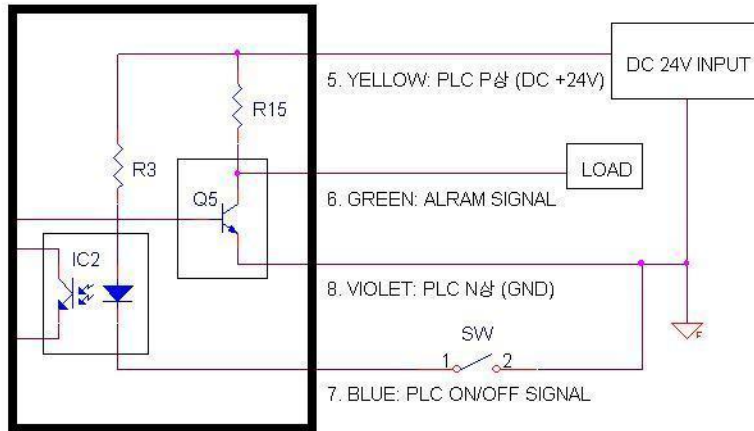 DC 24V INPUT
5. YELLOW: PLC P상 (DC +24V)
R15
R3
LOAD
Q5
6. GREEN: ALRAM SIGNAL
IC2
8. VIOLET: PLC N상 (GND)
SW
1 2
7. BLUE: PLC ON/OFF SIGNAL